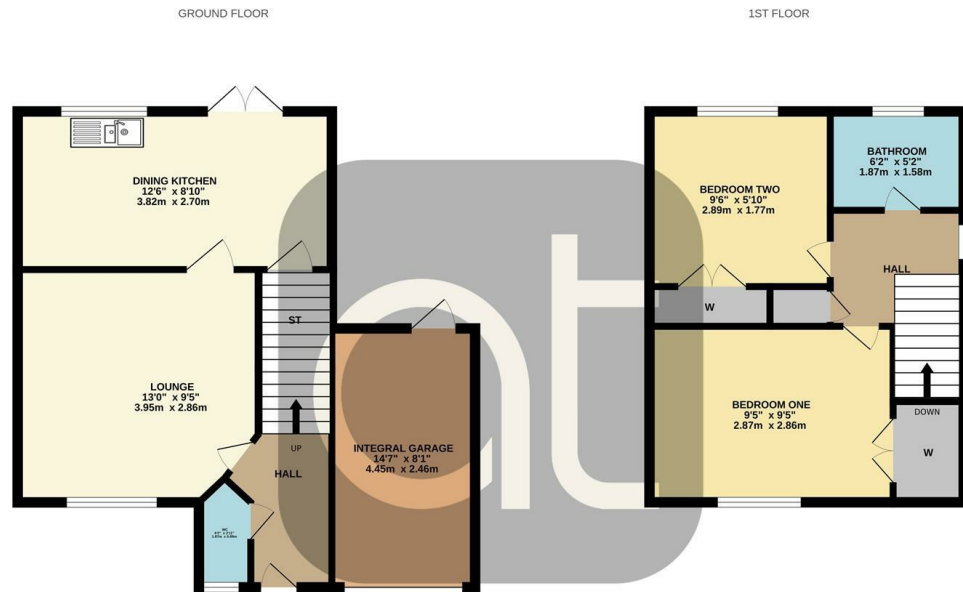 GROUND FLOOR
1ST FLOOR
DINING KITCHEN
12'6" x 8'10"
3.82m x 2.70m
BEDROOM TWO
9'6" x 5'10"
2.89m x 1.77m
BATHROOM
6'2" x 5'2"
1.87m x 1.58m
HALL
W
ST
LOUNGE
13'0" x 9'5"
3.95m x 2.86m
UP
HALL
INTEGRAL GARAGE
14'7" x 8'1"
4.45m x 2.46m
WC
BEDROOM ONE
9'5" x 9'5"
2.87m x 2.86m
DOWN
W
at